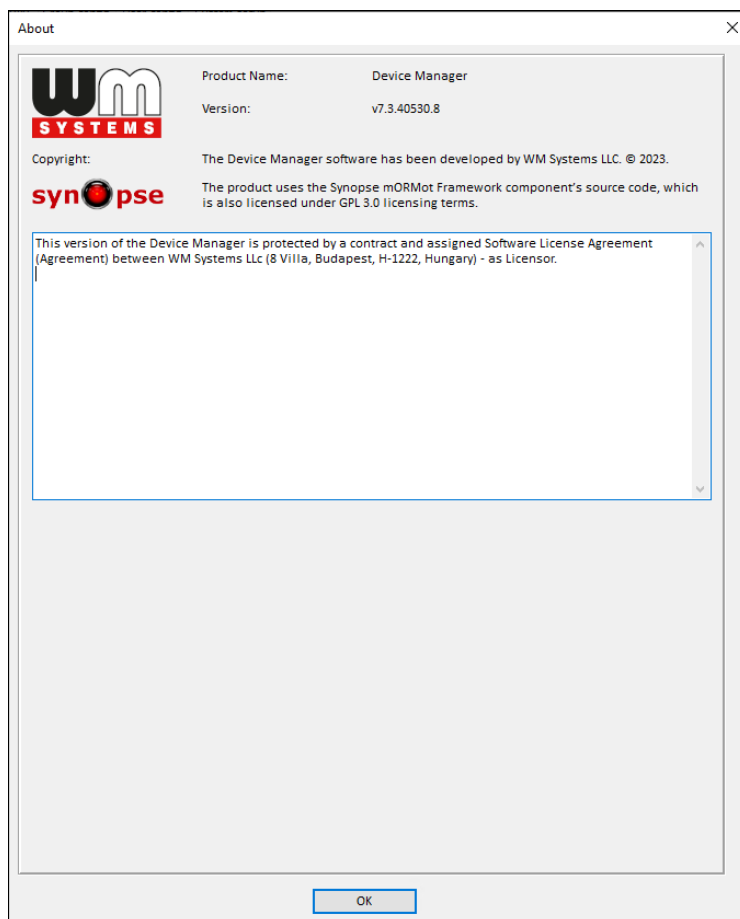 About
wm
SYSTEMS
Product Name: Device Manager
Version: v7.3.40530.8
Copyright: The Device Manager software has been developed by WM Systems LLC. © 2023.
synopse
The product uses the Synopse mORMot Framework component's source code, which
is also licensed under GPL 3.0 licensing terms.
This version of the Device Manager is protected by a contract and assigned Software License Agreement
(Agreement) between WM Systems LLc (8 Villa, Budapest, H-1222, Hungary) - as Licensor.
OK